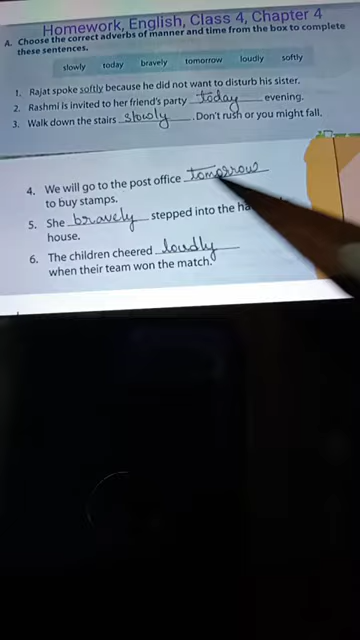 Homework, English, Class 4, Chapter 4
A. Choose the correct adverbs of manner and time from the box to complete
these sentences.
slowly today bravely tomorrow loudly softly
1. Rajat spoke softly because he did not want to disturb his sister.
2. Rashmi is invited to her friend's party today evening.
3. Walk down the stairs slowly. Don't rush or you might fall.
4. We will go to the post office tomorrow
to buy stamps.
5. She bravely stepped into the
house.
6. The children cheered loudly
when their team won the match.